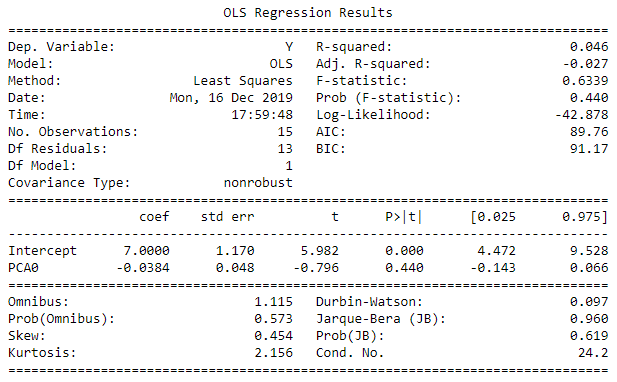 OLS Regression Results
==============================================================================
Dep. Variable: Y R-squared: 0.046
Model: OLS Adj. R-squared: -0.027
Method: Least Squares F-statistic: 0.6339
Date: Mon, 16 Dec 2019 Prob (F-statistic): 0.440
Time: 17:59:48 Log-Likelihood: -42.878
No. Observations: 15 AIC: 89.76
Df Residuals: 13 BIC: 91.17
Df Model: 1
Covariance Type: nonrobust
==============================================================================
coef std err t P>|t| [0.025 0.975]
------------------------------------------------------------------------------
Intercept 7.0000 1.170 5.982 0.000 4.472 9.528
PCA0 -0.0384 0.048 -0.796 0.440 -0.143 0.066
==============================================================================
Omnibus: 1.115 Durbin-Watson: 0.097
Prob(Omnibus): 0.573 Jarque-Bera (JB): 0.960
Skew: 0.454 Prob(JB): 0.619
Kurtosis: 2.156 Cond. No. 24.2
==============================================================================